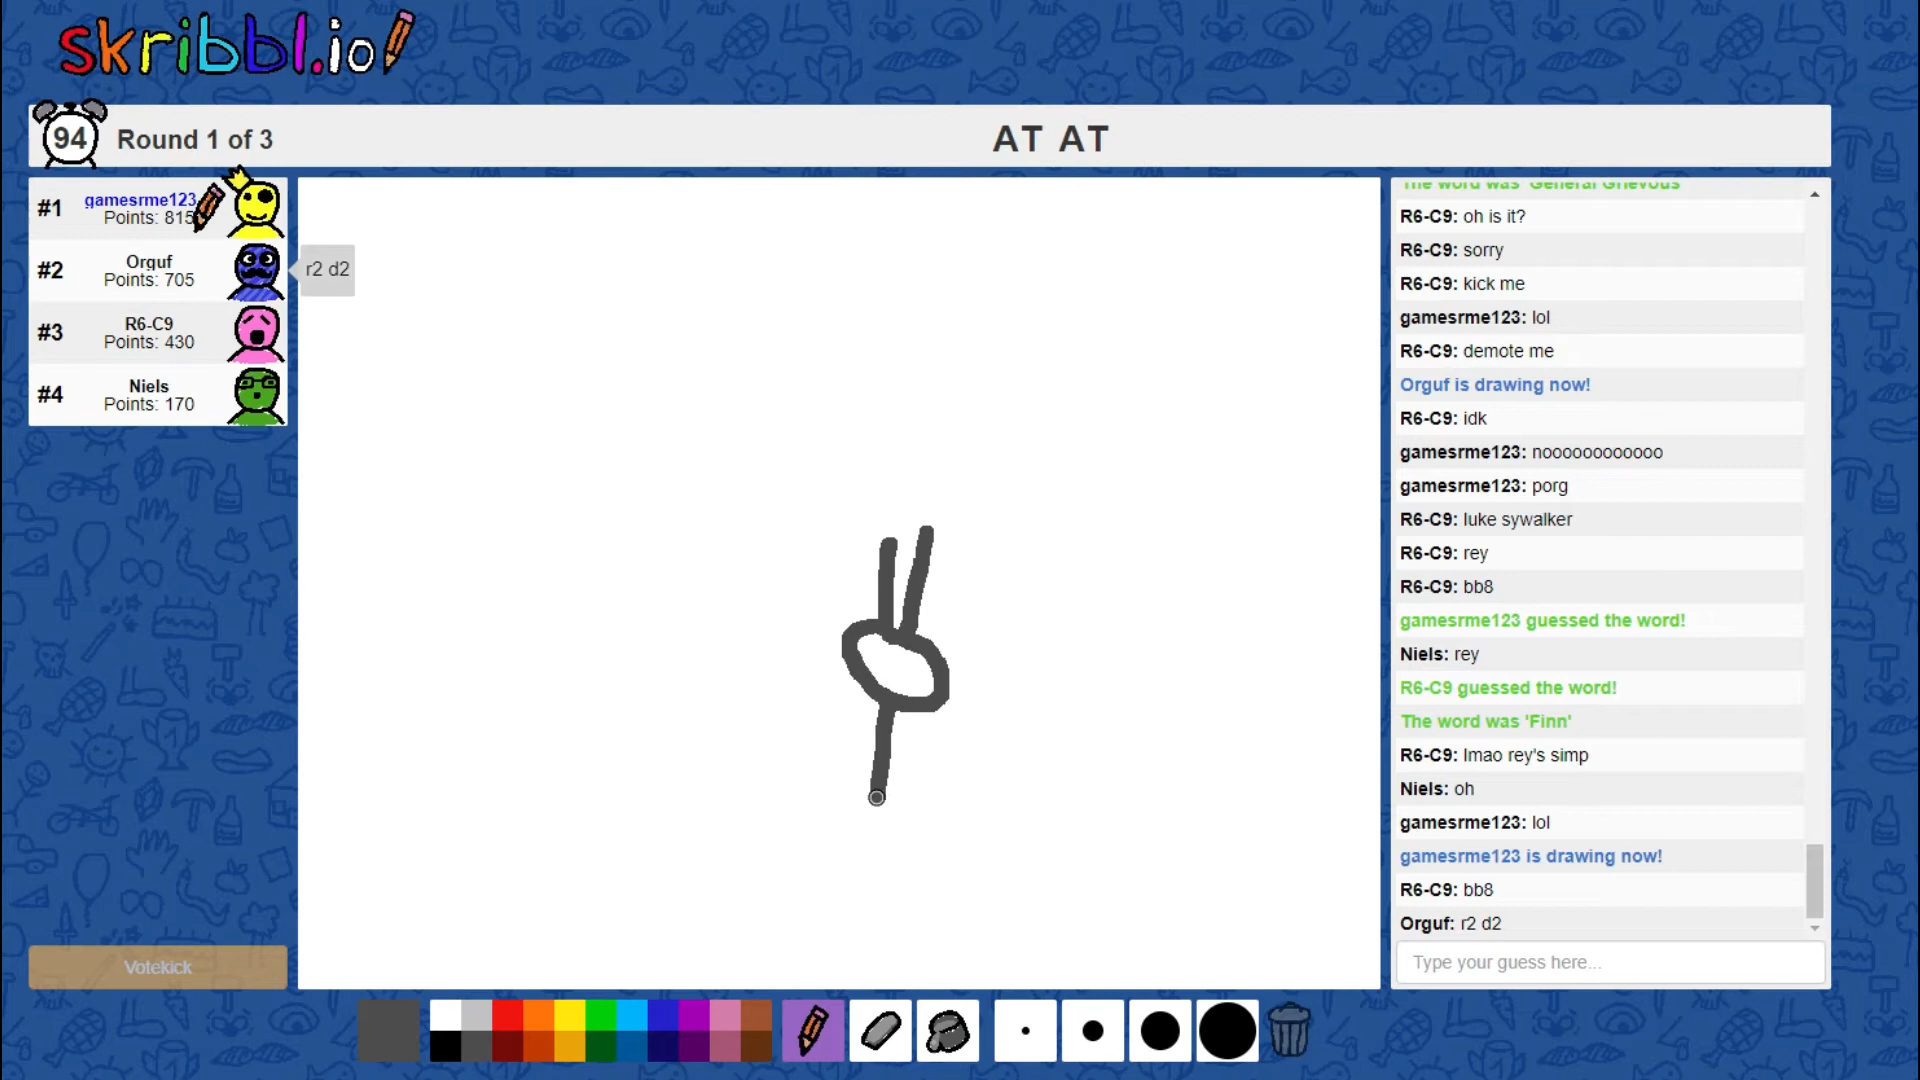 skribbl.io
94 Round 1 of 3 AT AT
#1 gamesrme123
Points: 815
#2 Orguf
Points: 705
r2 d2
#3 R6-C9
Points: 430
#4 Niels
Points: 170
Votekick
The word was 'General Grievous'
R6-C9: oh is it?
R6-C9: sorry
R6-C9: kick me
gamesrme123: lol
R6-C9: demote me
Orguf is drawing now!
R6-C9: idk
gamesrme123: noooooooooooo
gamesrme123: porg
R6-C9: luke sywalker
R6-C9: rey
R6-C9: bb8
gamesrme123 guessed the word!
Niels: rey
R6-C9 guessed the word!
The word was 'Finn'
R6-C9: lmao rey's simp
Niels: oh
gamesrme123: lol
gamesrme123 is drawing now!
R6-C9: bb8
Orguf: r2 d2
Type your guess here...